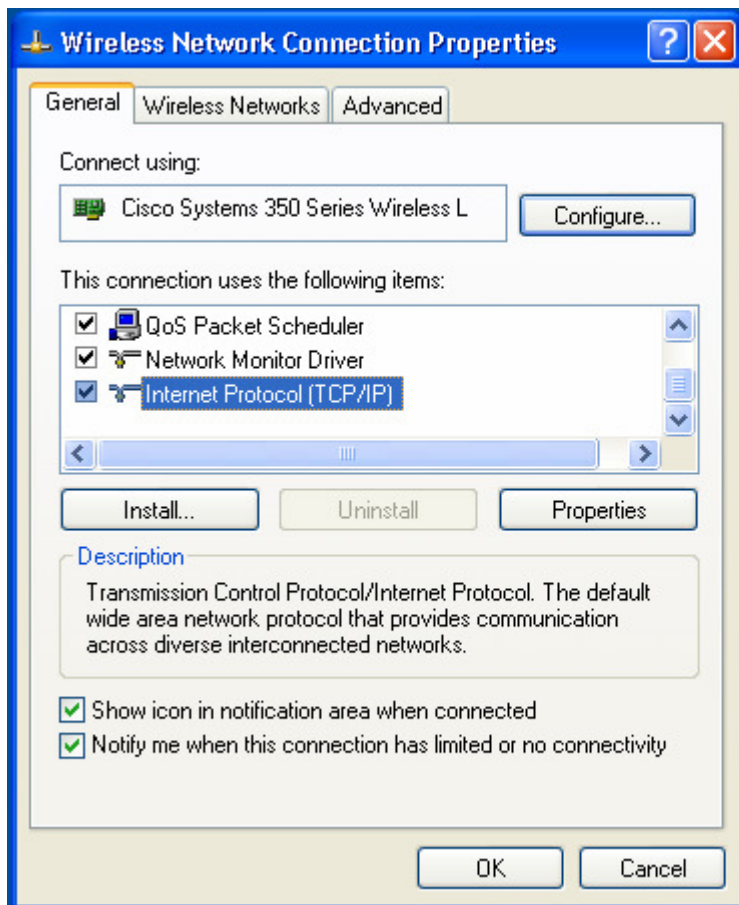 Wireless Network Connection Properties
General Wireless Networks Advanced
Connect using:
Cisco Systems 350 Series Wireless L
Configure...
This connection uses the following items:
QoS Packet Scheduler
Network Monitor Driver
Internet Protocol (TCP/IP)
Install... Uninstall Properties
Description
Transmission Control Protocol/Internet Protocol. The default
wide area network protocol that provides communication
across diverse interconnected networks.
Show icon in notification area when connected
Notify me when this connection has limited or no connectivity
OK Cancel